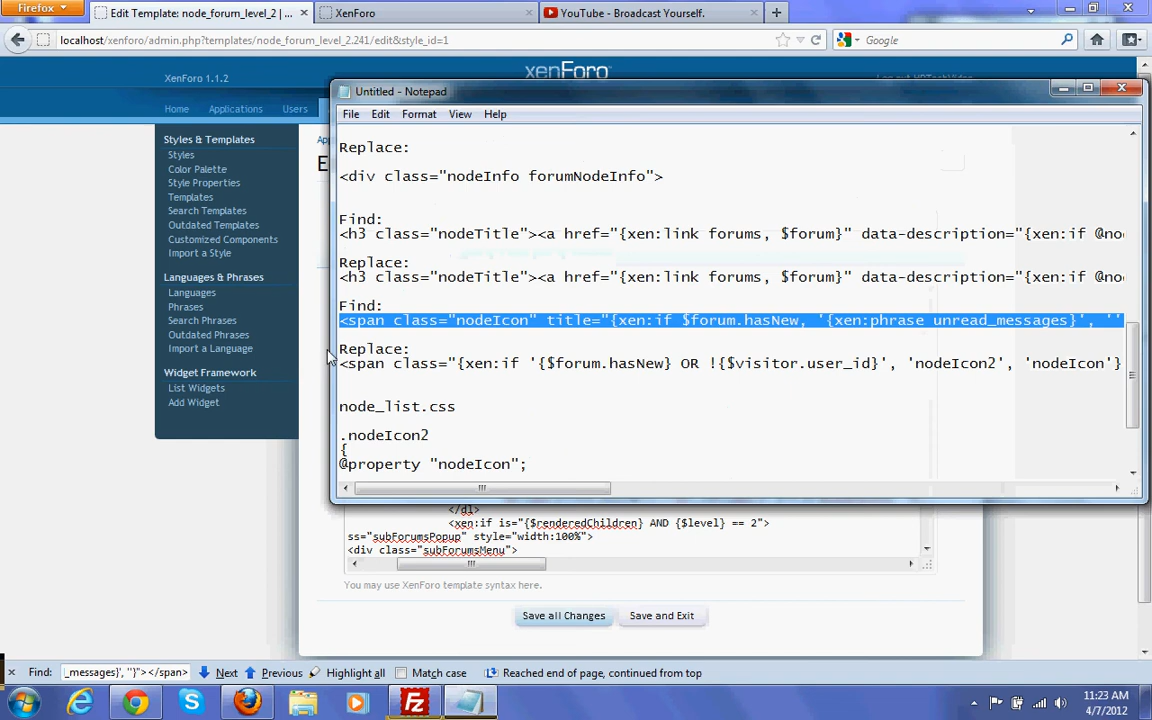 Firefox
Edit Template: node_forum_level_2 | ...
XenForo
YouTube - Broadcast Yourself.
localhost/xenforo/admin.php?templates/node_forum_level_2.241/edit&style_id=1
Google
XenForo 1.1.2
xenForo
Home
Applications
Users
Untitled - Notepad
File
Edit
Format
View
Help
Styles & Templates
Styles
Color Palette
Style Properties
Templates
Search Templates
Outdated Templates
Customized Components
Import a Style
Languages & Phrases
Languages
Phrases
Search Phrases
Outdated Phrases
Import a Language
Widget Framework
List Widgets
Add Widget
Replace:
<div class="nodeInfo forumNodeInfo">
Find:
<h3 class="nodeTitle"><a href="{xen:link forums, $forum}" data-description="{xen:if @no
Replace:
<h3 class="nodeTitle"><a href="{xen:link forums, $forum}" data-description="{xen:if @no
Find:
<span class="nodeIcon" title="{xen:if $forum.hasNew, '{xen:phrase unread_messages}', ''
Replace:
<span class="{xen:if '{$forum.hasNew} OR !{$visitor.user_id}', 'nodeIcon2', 'nodeIcon'}
node_list.css
.nodeIcon2
{
@property "nodeIcon";
</dl>
<xen:if is="{$renderedChildren} AND {$level} == 2">
ss="subForumsPopup" style="width:100%">
<div class="subForumsMenu">
You may use XenForo template syntax here.
Save all Changes
Save and Exit
Find:
_messages}', ''}"></span>
Next
Previous
Highlight all
Match case
Reached end of page, continued from top
11:23 AM
4/7/2012